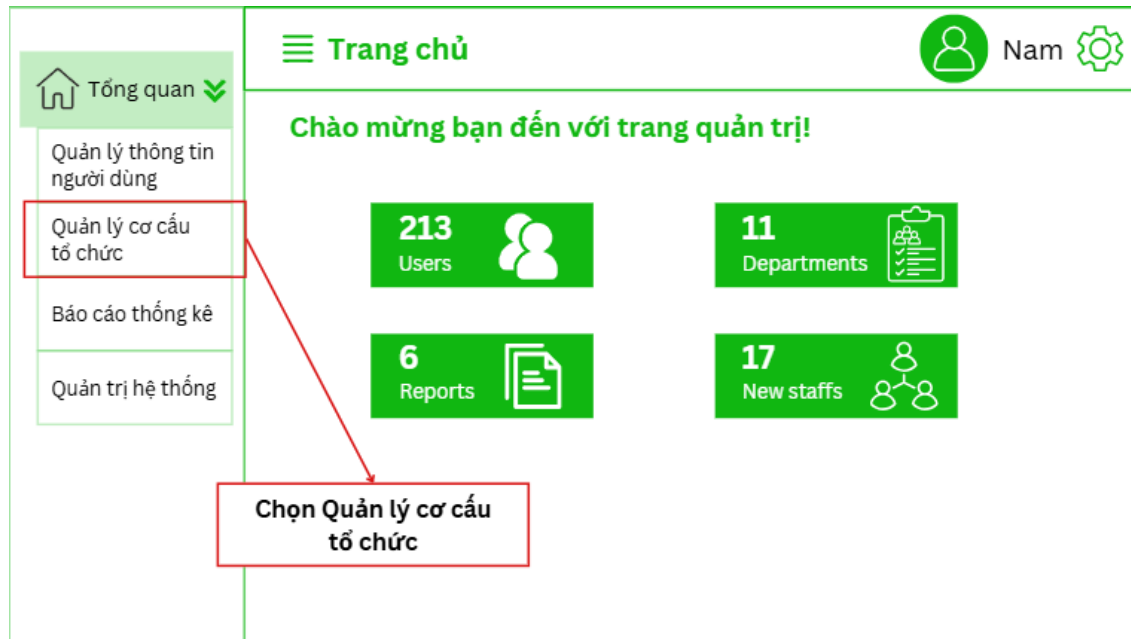 Trang chủ
Nam
Tổng quan
Chào mừng bạn đến với trang quản trị!
Quản lý thông tin
người dùng
Quản lý cơ cấu
tổ chức
Báo cáo thống kê
Quản trị hệ thống
213
Users
11
Departments
6
Reports
17
New staffs
Chọn Quản lý cơ cấu
tổ chức